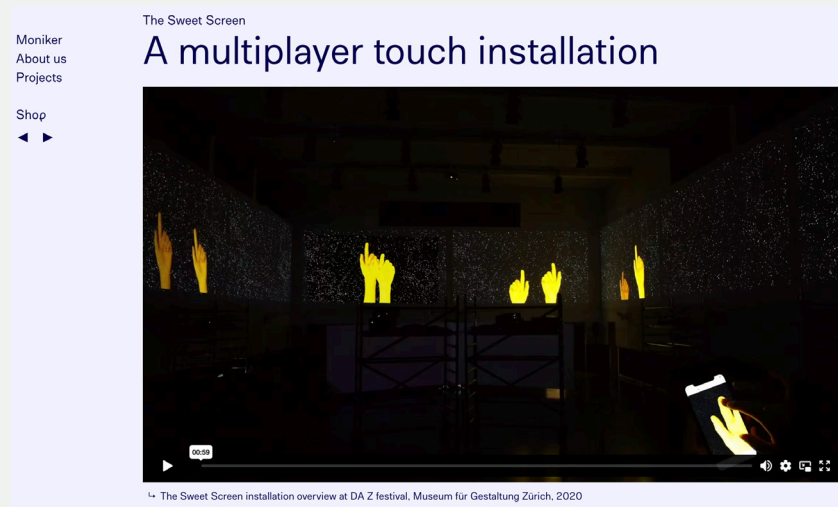 The Sweet Screen
A multiplayer touch installation
Moniker
About us
Projects
Shop
00:59
The Sweet Screen installation overview at DA Z festival, Museum für Gestaltung Zürich, 2020